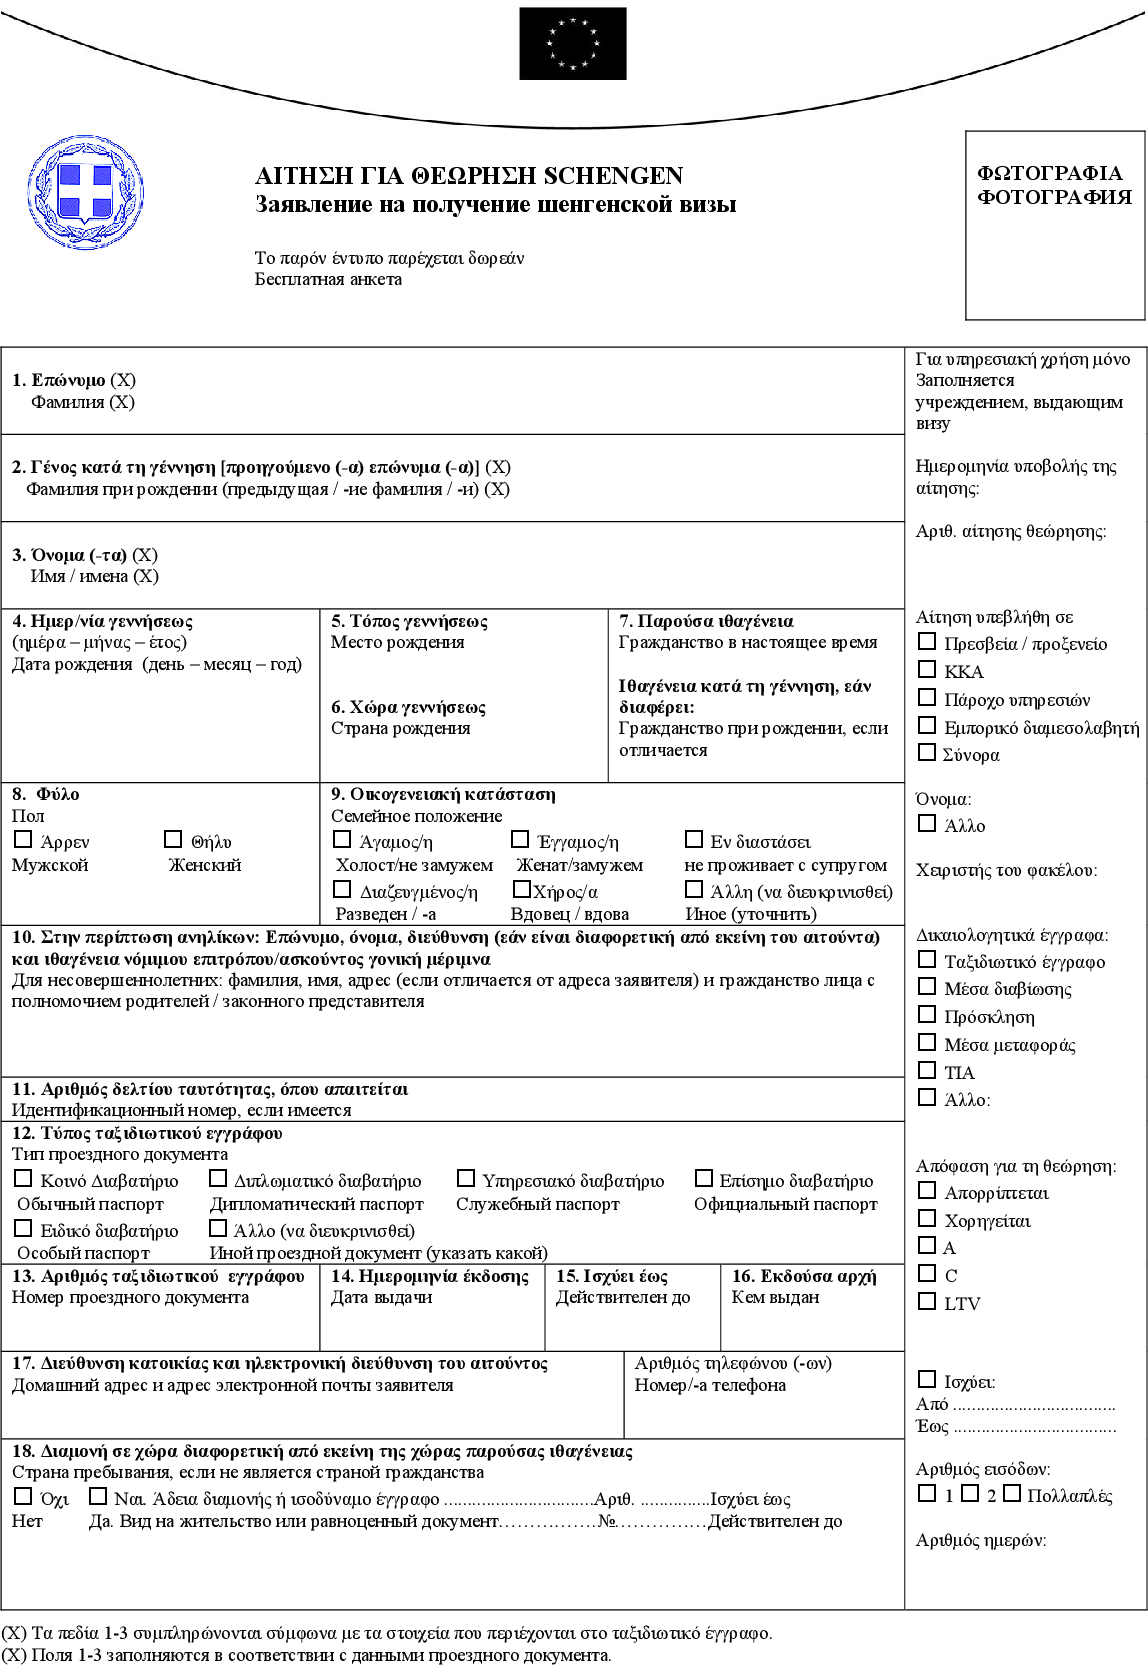 ΑΙΤΗΣΗ ΓΙΑ ΘΕΩΡΗΣΗ SCHENGEN
Заявление на получение шенгенской визы
Το παρόν έντυπο παρέχεται δωρεάν
Бесплатная анкета
ΦΩΤΟΓΡΑΦΙΑ
ФОТОГРАФИЯ
1. Επώνυμο (Χ)
Фамилия (Х)
2. Γένος κατά τη γέννηση [προηγούμενο (-α) επώνυμα (-α)] (Χ)
Фамилия при рождении (предыдущая / -ие фамилия / -и) (Х)
3. Όνομα (-τα) (Χ)
Имя / имена (Х)
4. Ημερ/νία γεννήσεως
(ημέρα – μήνας – έτος)
Дата рождения (день – месяц – год)
5. Τόπος γεννήσεως
Место рождения
6. Χώρα γεννήσεως
Страна рождения
7. Παρούσα ιθαγένεια
Гражданство в настоящее время
Ιθαγένεια κατά τη γέννηση, εάν
διαφέρει:
Гражданство при рождении, если
отличается
8. Φύλο
Пол
Άρρεν Θήλυ
Мужской Женский
9. Οικογενειακή κατάσταση
Семейное положение
Άγαμος/η Έγγαμος/η Εν διαστάσει
Холост/не замужем Женат/замужем не проживает с супругом
Διαζευγμένος/η Χήρος/α Άλλη (να διευκρινισθεί)
Разведен / -а Вдовец / вдова Иное (уточнить)
10. Στην περίπτωση ανηλίκων: Επώνυμο, όνομα, διεύθυνση (εάν είναι διαφορετική από εκείνη του αιτούντα)
και ιθαγένεια νόμιμου επιτρόπου/ασκούντος γονική μέριμνα
Для несовершеннолетних: фамилия, имя, адрес (если отличается от адреса заявителя) и гражданство лица с
полномочием родителей / законного представителя
11. Αριθμός δελτίου ταυτότητας, όπου απαιτείται
Идентификационный номер, если имеется
12. Τύπος ταξιδιωτικού εγγράφου
Тип проездного документа
Κοινό Διαβατήριο Διπλωματικό διαβατήριο Υπηρεσιακό διαβατήριο Επίσημο διαβατήριο
Обычный паспорт Дипломатический паспорт Служебный паспорт Официальный паспорт
Ειδικό διαβατήριο Άλλο (να διευκρινισθεί)
Особый паспорт Иной проездной документ (указать какой)
13. Αριθμός ταξιδιωτικού εγγράφου
Номер проездного документа
14. Ημερομηνία έκδοσης
Дата выдачи
15. Ισχύει έως
Действителен до
16. Εκδούσα αρχή
Кем выдан
17. Διεύθυνση κατοικίας και ηλεκτρονική διεύθυνση του αιτούντος
Домашний адрес и адрес электронной почты заявителя
Αριθμός τηλεφώνου (-ων)
Номер/-а телефона
18. Διαμονή σε χώρα διαφορετική από εκείνη της χώρας παρούσας ιθαγένειας
Страна пребывания, если не является страной гражданства
Όχι Ναι. Άδεια διαμονής ή ισοδύναμο έγγραφο ................................Αριθ. ...............Ισχύει έως
Нет Да. Вид на жительство или равноценный документ………………№……………Действителен до
Για υπηρεσιακή χρήση μόνο
Заполняется
учреждением, выдающим
визу
Ημερομηνία υποβολής της
αίτησης:
Αριθ. αίτησης θεώρησης:
Αίτηση υπεβλήθη σε
Πρεσβεία / προξενείο
ΚΚΑ
Πάροχο υπηρεσιών
Εμπορικό διαμεσολαβητή
Σύνορα
Όνομα:
Άλλο
Χειριστής του φακέλου:
Δικαιολογητικά έγγραφα:
Ταξιδιωτικό έγγραφο
Μέσα διαβίωσης
Πρόσκληση
Μέσα μεταφοράς
ΤΙΑ
Άλλο:
Απόφαση για τη θεώρηση:
Απορρίπτεται
Χορηγείται
A
C
LTV
Ισχύει:
Από ...................................
Έως ...................................
Αριθμός εισόδων:
1 2 Πολλαπλές
Αριθμός ημερών:
(Χ) Τα πεδία 1-3 συμπληρώνονται σύμφωνα με τα στοιχεία που περιέχονται στο ταξιδιωτικό έγγραφο.
(Х) Поля 1-3 заполняются в соответствии с данными проездного документа.